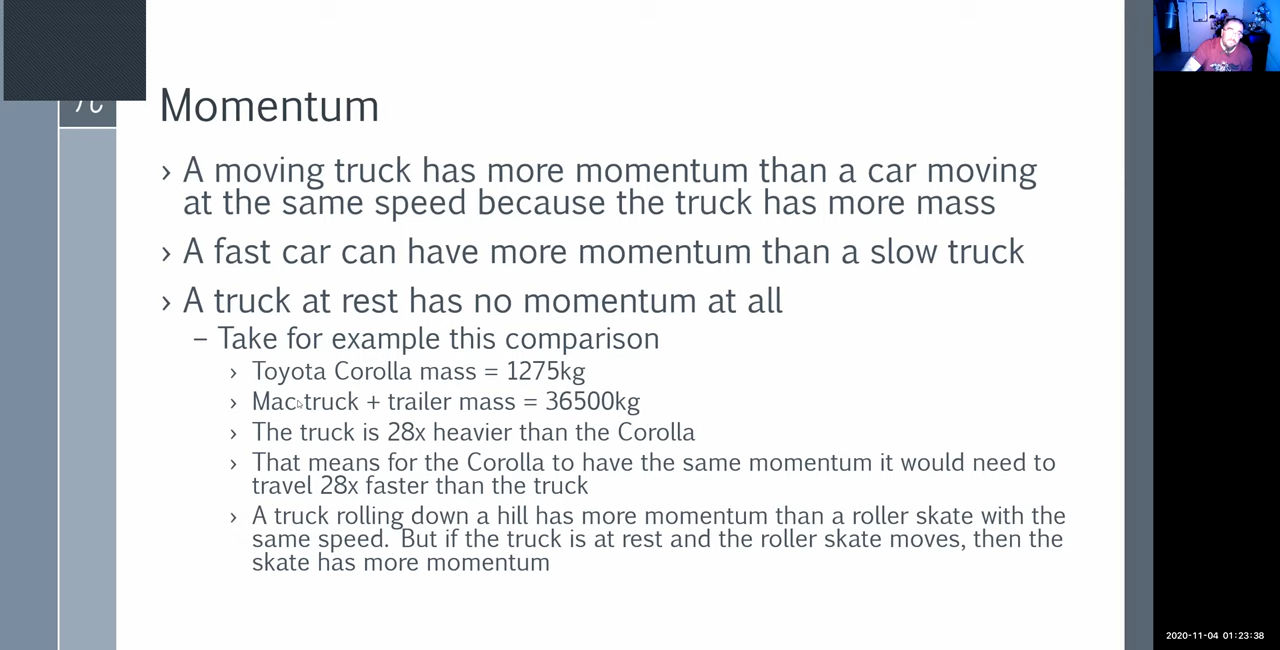 Momentum
› A moving truck has more momentum than a car moving
at the same speed because the truck has more mass
› A fast car can have more momentum than a slow truck
› A truck at rest has no momentum at all
– Take for example this comparison
› Toyota Corolla mass = 1275kg
› Mac truck + trailer mass = 36500kg
› The truck is 28x heavier than the Corolla
› That means for the Corolla to have the same momentum it would need to
travel 28x faster than the truck
› A truck rolling down a hill has more momentum than a roller skate with the
same speed. But if the truck is at rest and the roller skate moves, then the
skate has more momentum
2020-11-04 01:23:38